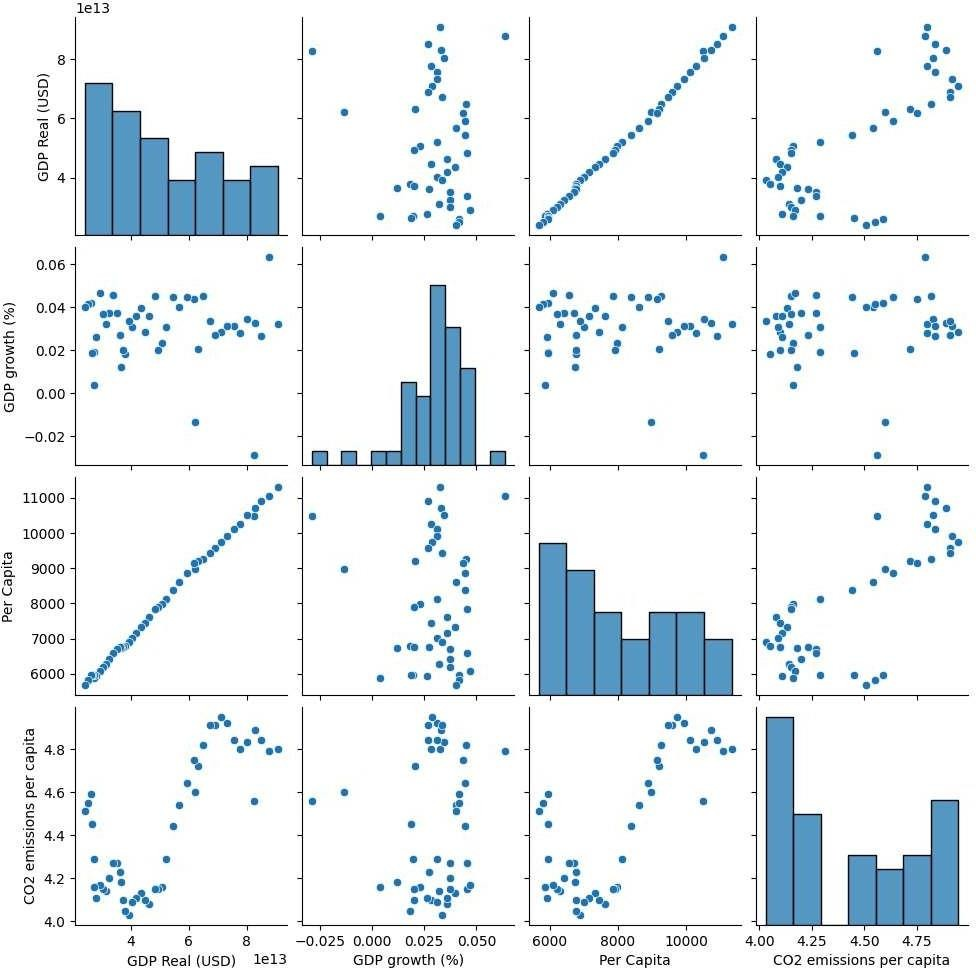 1e13
8
6
4
GDP Real (USD)
0.06
0.04
0.02
0.00
−0.02
GDP growth (%)
11000
10000
9000
8000
7000
6000
Per Capita
4.8
4.6
4.4
4.2
4.0
CO2 emissions per capita
4 6 8 −0.025 0.000 0.025 0.050 6000 8000 10000 4.00 4.25 4.50 4.75
GDP Real (USD) 1e13 GDP growth (%) Per Capita CO2 emissions per capita